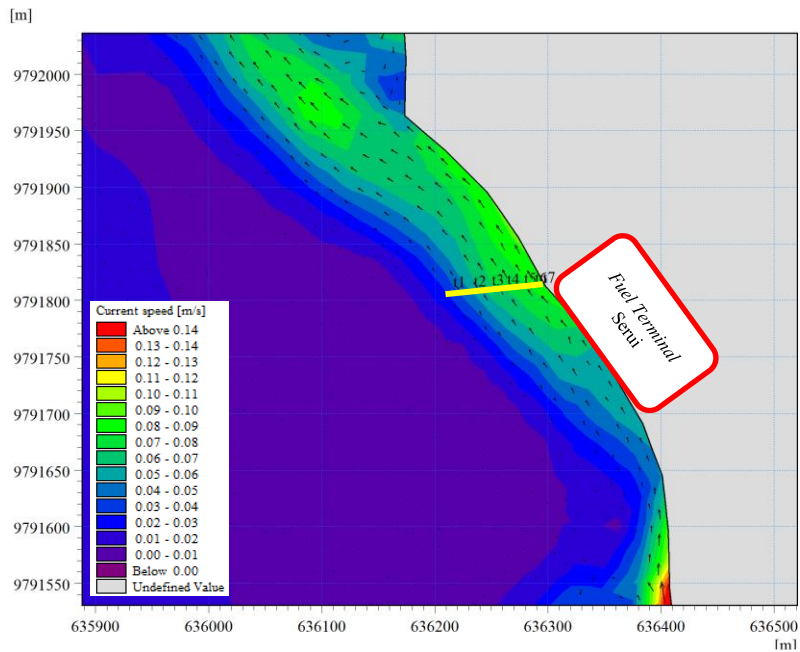 [m]
9792000
9791950
9791900
9791850
9791800
9791750
9791700
9791650
9791600
9791550
t1 t2 t3 t4 t5 t6 t7
Fuel Terminal
Serui
Current speed [m/s]
Above 0.14
0.13 - 0.14
0.12 - 0.13
0.11 - 0.12
0.10 - 0.11
0.09 - 0.10
0.08 - 0.09
0.07 - 0.08
0.06 - 0.07
0.05 - 0.06
0.04 - 0.05
0.03 - 0.04
0.02 - 0.03
0.01 - 0.02
0.00 - 0.01
Below 0.00
Undefined Value
635900 636000 636100 636200 636300 636400 636500
[m]